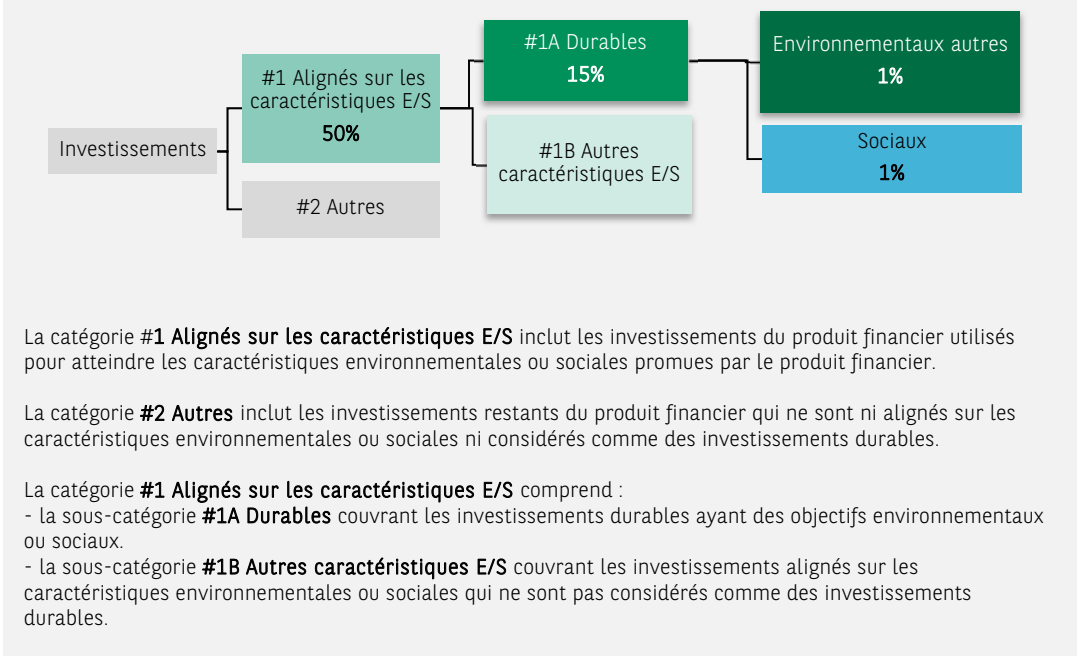 Investissements
#1 Alignés sur les
caractéristiques E/S
50%
#2 Autres
#1A Durables
15%
#1B Autres
caractéristiques E/S
Environnementaux autres
1%
Sociaux
1%
La catégorie #1 Alignés sur les caractéristiques E/S inclut les investissements du produit financier utilisés
pour atteindre les caractéristiques environnementales ou sociales promues par le produit financier.
La catégorie #2 Autres inclut les investissements restants du produit financier qui ne sont ni alignés sur les
caractéristiques environnementales ou sociales ni considérés comme des investissements durables.
La catégorie #1 Alignés sur les caractéristiques E/S comprend :
- la sous-catégorie #1A Durables couvrant les investissements durables ayant des objectifs environnementaux
ou sociaux.
- la sous-catégorie #1B Autres caractéristiques E/S couvrant les investissements alignés sur les
caractéristiques environnementales ou sociales qui ne sont pas considérés comme des investissements
durables.